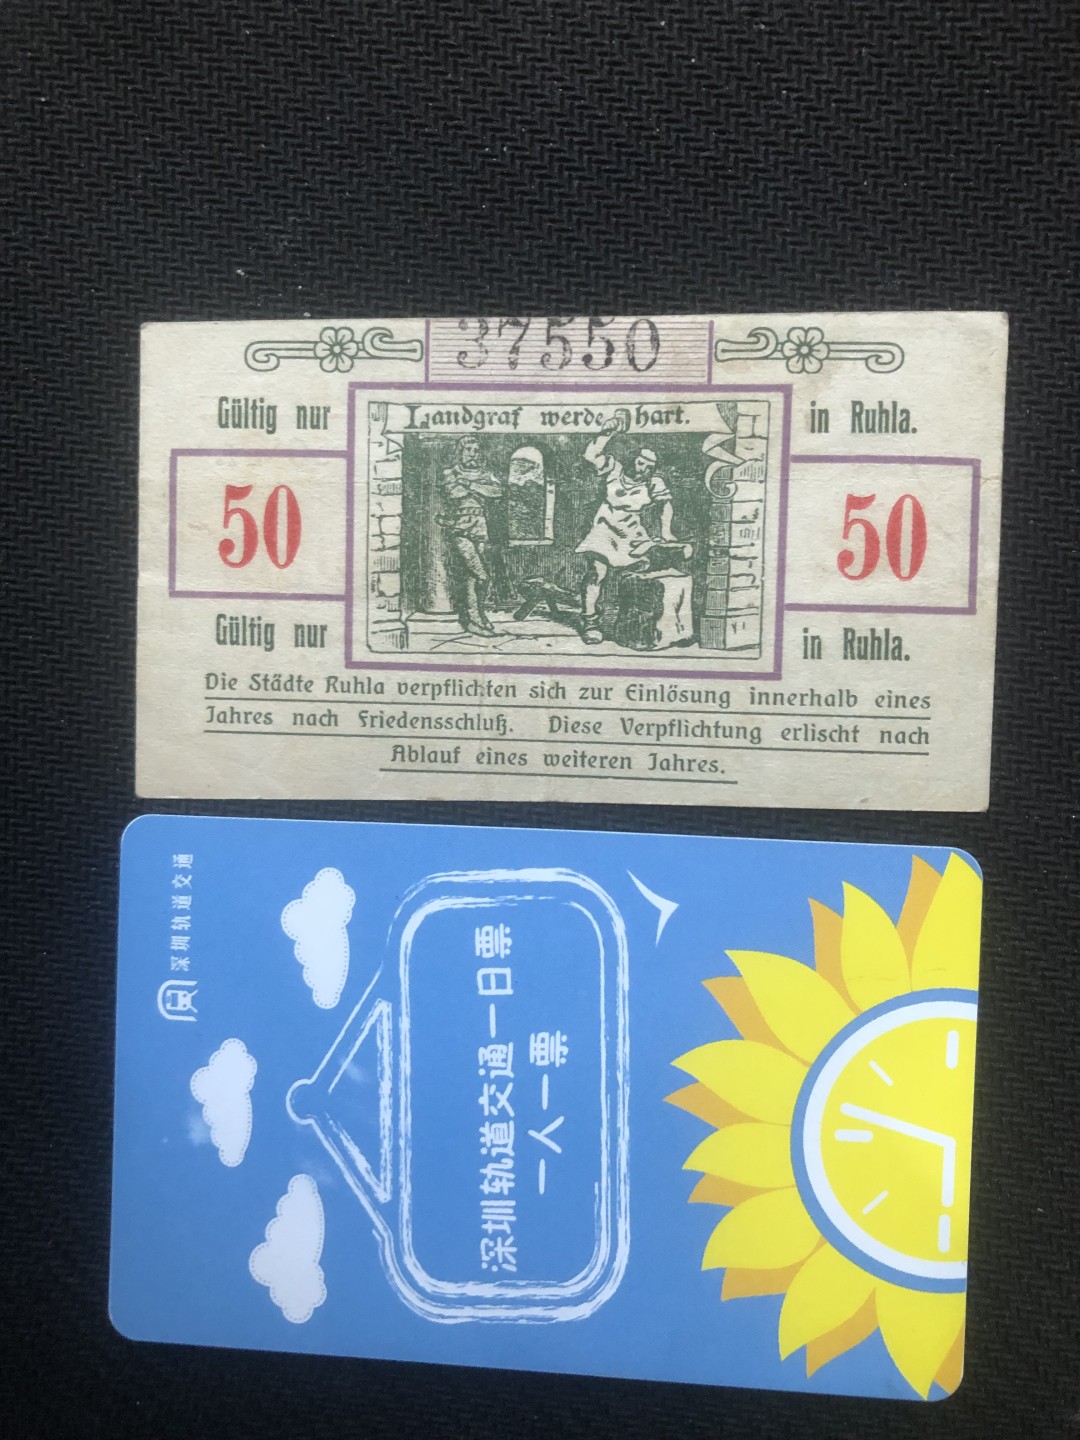 37550
Landgraf werde hart.
Gültig nur
in Ruhla.
50
50
Gültig nur
in Ruhla.
Die Städte Ruhla verpflichten sich zur Einlösung innerhalb eines
Jahres nach Friedensschluß. Diese Verpflichtung erlischt nach
Ablauf eines weiteren Jahres.
深圳轨道交通
深圳轨道交通一日票
一人一票